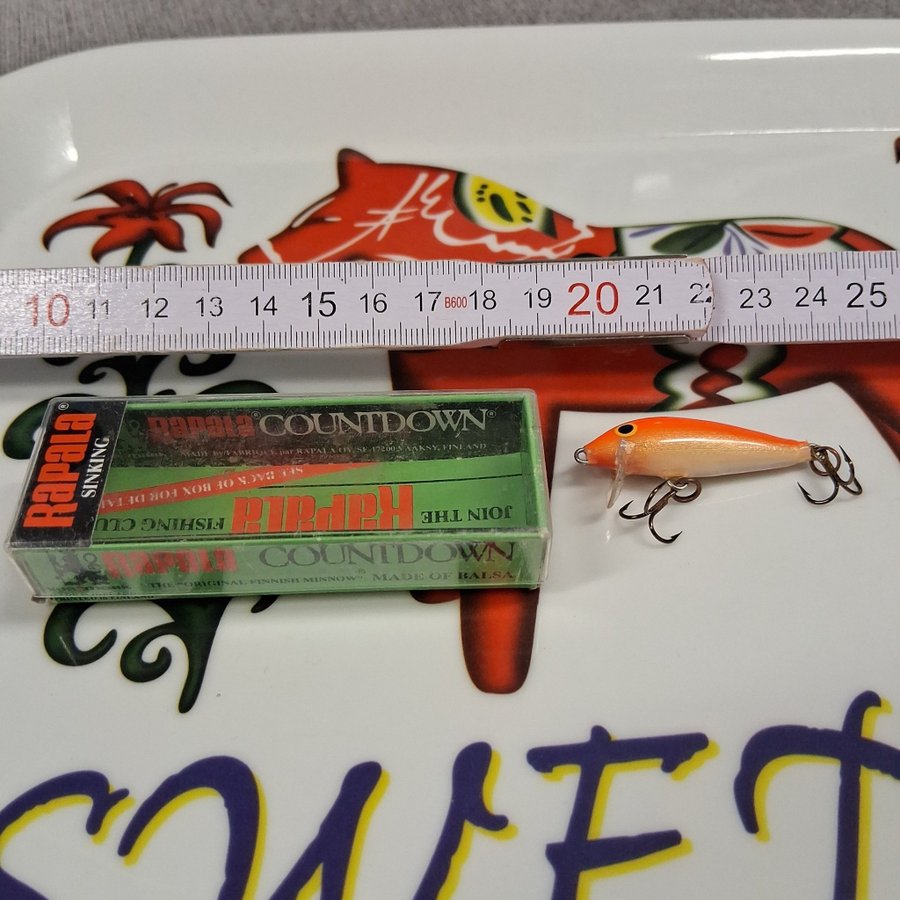 10 11 12 13 14 15 16 17 B600 18 19 20 21 22 23 24 25
RAPALA®
SINKING
RAPALA® COUNTDOWN®
SEE BACK OF BOX FOR
JOIN THE
RAPALA
FISHING
RAPALA COUNTDOWN
THE "ORIGINAL FINNISH MINNOW" MADE OF BALSA
SWET